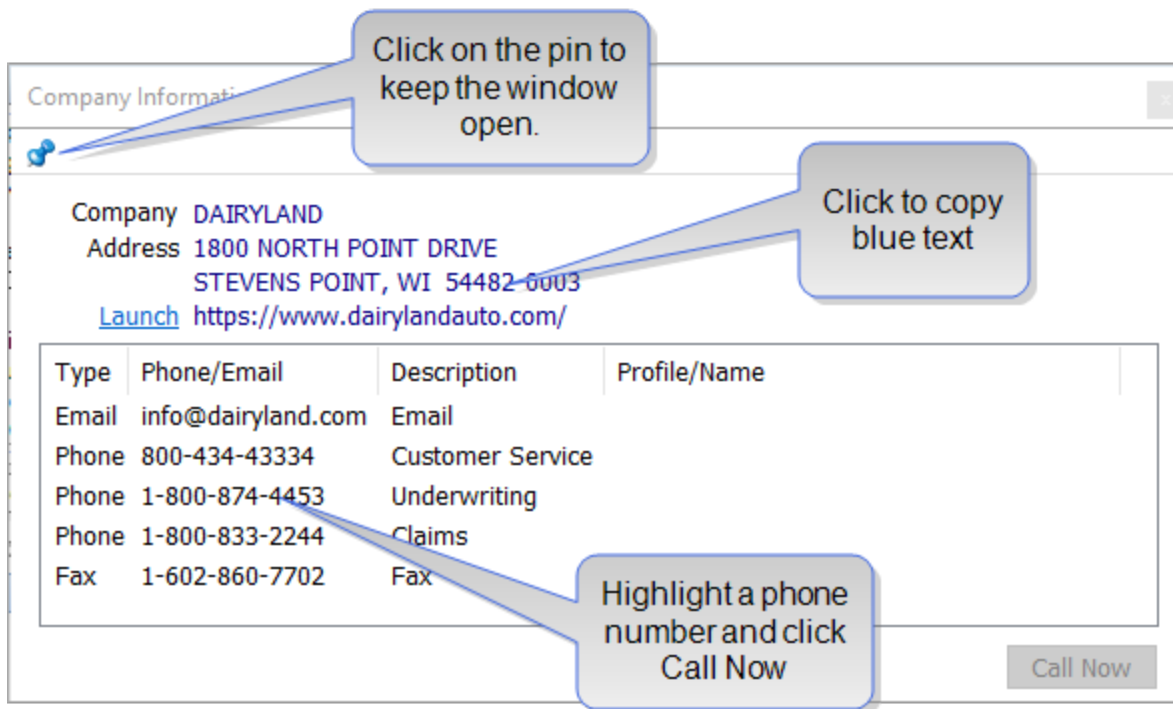 Click on the pin to
keep the window
open.
Company Informati
Click to copy
blue text
Company DAIRYLAND
Address 1800 NORTH POINT DRIVE
STEVENS POINT, WI 54482-6003
Launch https://www.dairylandauto.com/
Type Phone/Email Description Profile/Name
Email info@dairyland.com Email
Phone 800-434-43334 Customer Service
Phone 1-800-874-4453 Underwriting
Phone 1-800-833-2244 Claims
Fax 1-602-860-7702 Fax
Highlight a phone
number and click
Call Now
Call Now